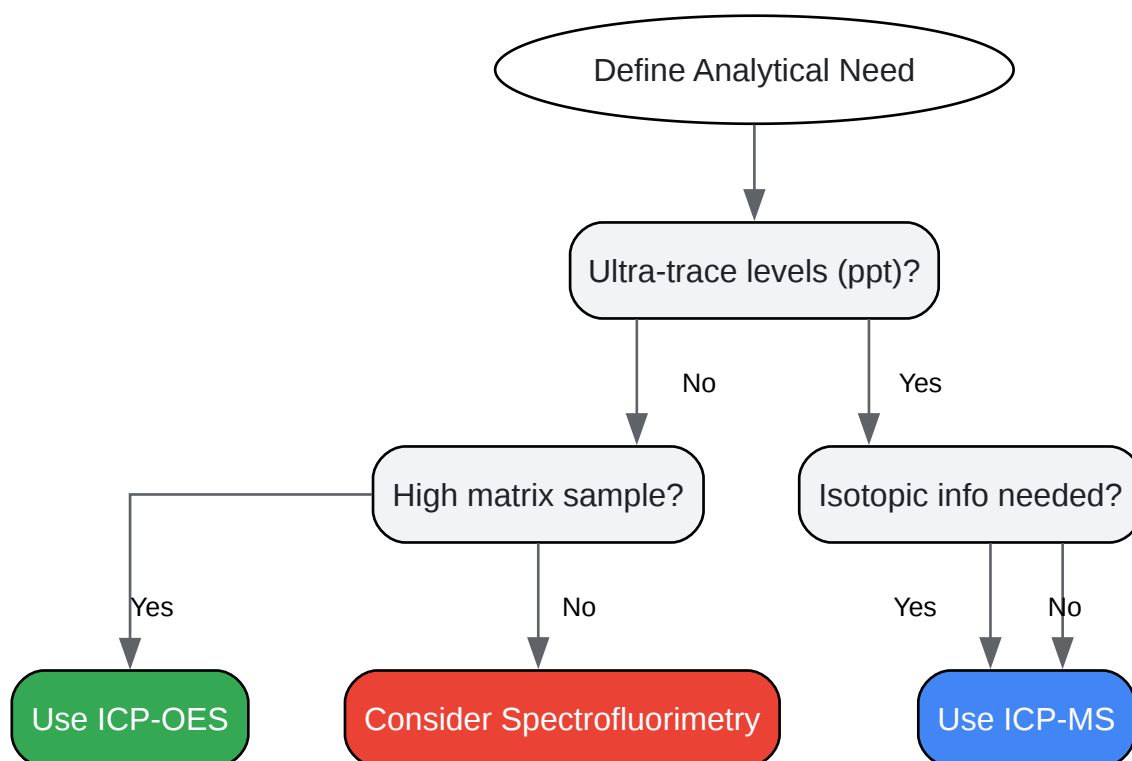 Define Analytical Need
Ultra-trace levels (ppt)?
No
Yes
High matrix sample?
Isotopic info needed?
Yes
No
Yes
No
Use ICP-OES
Consider Spectrofluorimetry
Use ICP-MS